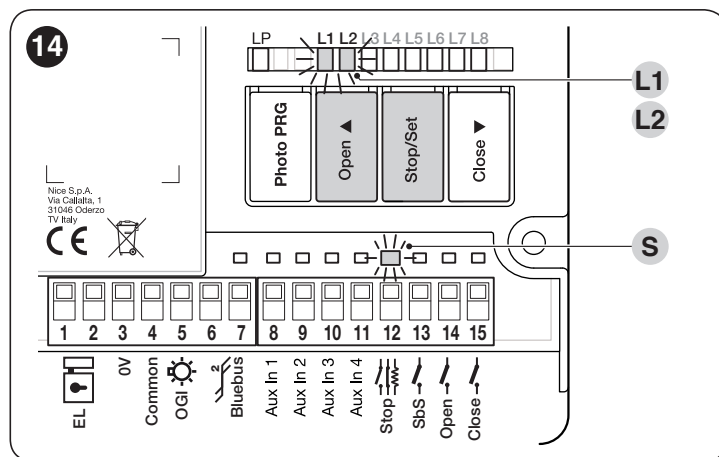 14
LP L1 L2 L3 L4 L5 L6 L7 L8
L1
L2
Photo PRG
Open ▲
Stop/Set
Close ▼
Nice S.p.A.
Via Callalta, 1
31046 Oderzo
TV Italy
CE
S
1 2 3 4 5 6 7 8 9 10 11 12 13 14 15
EL
0V
Common
OGI
2
Bluebus
Aux In 1
Aux In 2
Aux In 3
Aux In 4
Stop
SbS
Open
Close